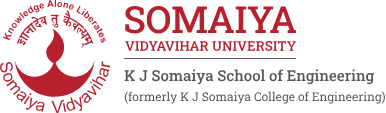 Knowledge Alone Liberates
ज्ञानादेव तु कैवल्यम्
Somaiya Vidyavihar
SOMAIYA
VIDYAVIHAR UNIVERSITY
K J Somaiya School of Engineering
(formerly K J Somaiya College of Engineering)